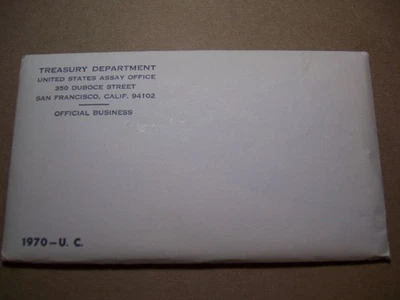 TREASURY DEPARTMENT
UNITED STATES ASSAY OFFICE
350 DUBOCE STREET
SAN FRANCISCO, CALIF. 94102
OFFICIAL BUSINESS
1970-U. C.